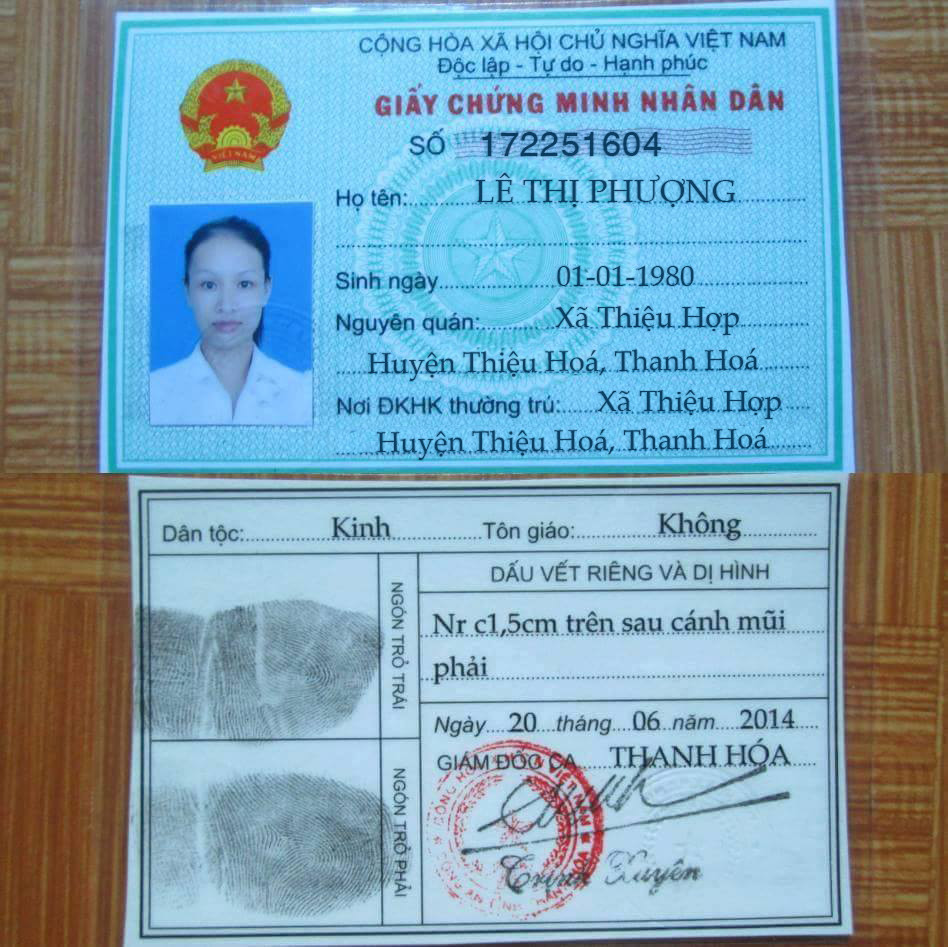 CỘNG HÒA XÃ HỘI CHỦ NGHĨA VIỆT NAM
Độc lập - Tự do - Hạnh phúc
GIẤY CHỨNG MINH NHÂN DÂN
SỐ 172251604
Họ tên: LÊ THỊ PHƯỢNG
Sinh ngày 01-01-1980
Nguyên quán: Xã Thiệu Hợp
Huyện Thiệu Hoá, Thanh Hoá
Nơi ĐKHK thường trú: Xã Thiệu Hợp
Huyện Thiệu Hoá, Thanh Hoá
VIỆT NAM
Dân tộc: Kinh Tôn giáo: Không
NGÓN TRỎ TRÁI
NGÓN TRỎ PHẢI
DẤU VẾT RIÊNG VÀ DỊ HÌNH
Nr c1,5cm trên sau cánh mũi
phải
Ngày 20 tháng 06 năm 2014
GIÁM ĐỐC CA THANH HÓA
Trịnh Xuyên